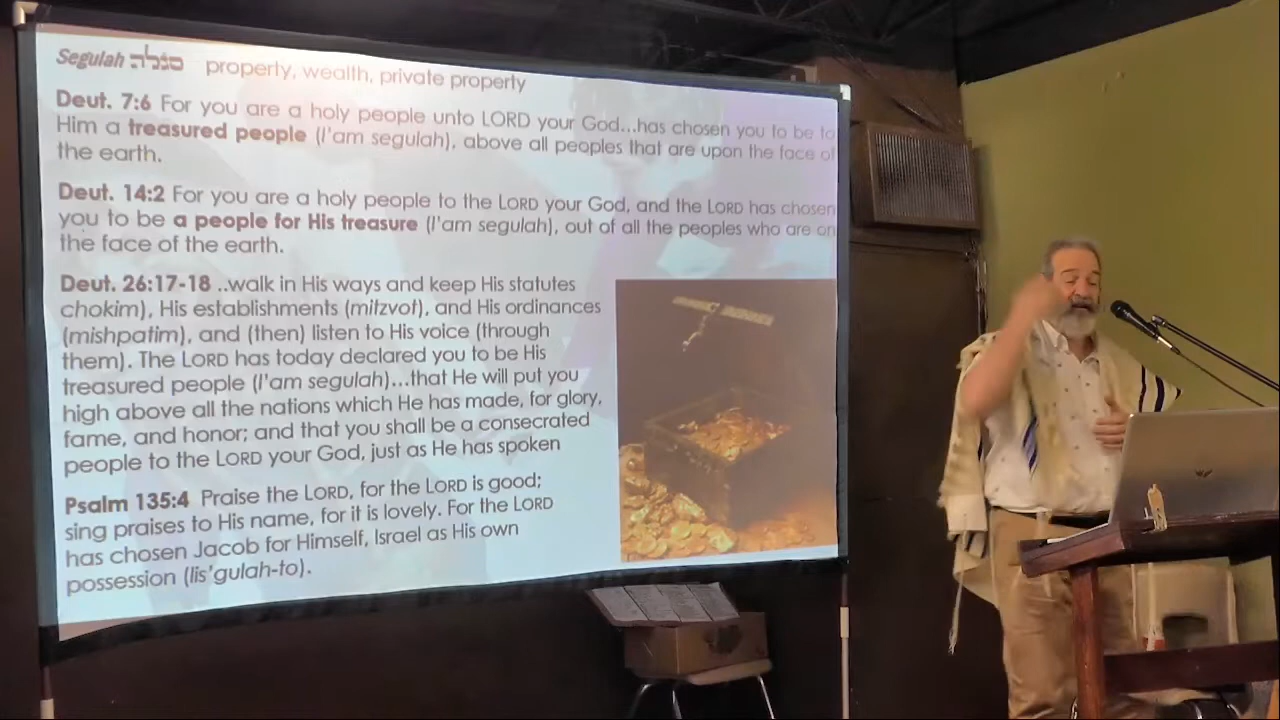 Segulah סגלה property, wealth, private property
Deut. 7:6 For you are a holy people unto LORD your God...has chosen you to be to
Him a treasured people (l'am segulah), above all peoples that are upon the face of
the earth.
Deut. 14:2 For you are a holy people to the LORD your God, and the LORD has chosen
you to be a people for His treasure (l'am segulah), out of all the peoples who are on
the face of the earth.
Deut. 26:17-18 ..walk in His ways and keep His statutes
chokim), His establishments (mitzvot), and His ordinances
(mishpatim), and (then) listen to His voice (through
them). The LORD has today declared you to be His
treasured people (l'am segulah)...that He will put you
high above all the nations which He has made, for glory,
fame, and honor; and that you shall be a consecrated
people to the LORD your God, just as He has spoken
Psalm 135:4 Praise the LORD, for the LORD is good;
sing praises to His name, for it is lovely. For the LORD
has chosen Jacob for Himself, Israel as His own
possession (lis'gulah-to).